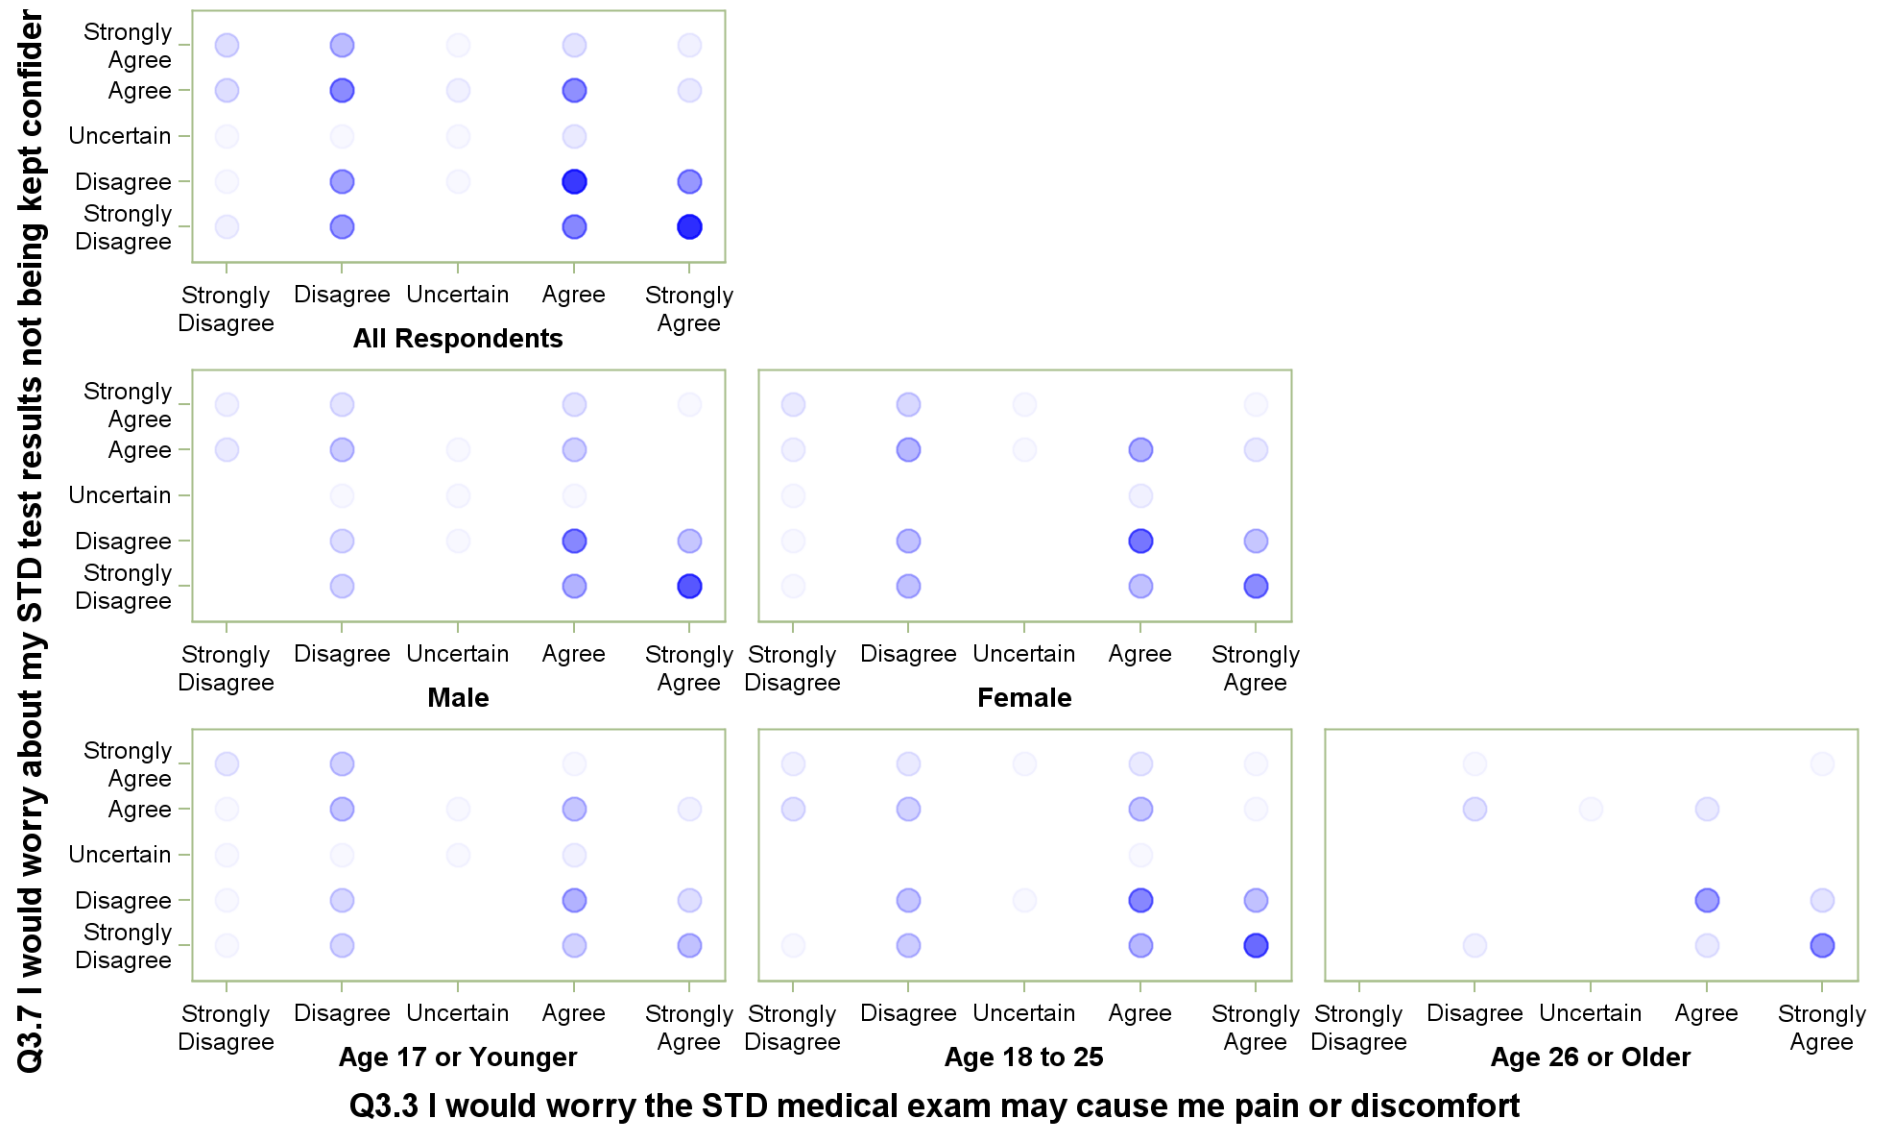 Q3.7 I would worry about my STD test results not being kept confider
Strongly
Agree
Agree
Uncertain
Disagree
Strongly
Disagree
Strongly
Disagree
Disagree
Uncertain
Agree
Strongly
Agree
All Respondents
Strongly
Agree
Agree
Uncertain
Disagree
Strongly
Disagree
Strongly
Disagree
Disagree
Uncertain
Agree
Strongly
Agree
Male
Strongly
Disagree
Disagree
Uncertain
Agree
Strongly
Agree
Female
Strongly
Agree
Agree
Uncertain
Disagree
Strongly
Disagree
Strongly
Disagree
Disagree
Uncertain
Agree
Strongly
Agree
Age 17 or Younger
Strongly
Disagree
Disagree
Uncertain
Agree
Strongly
Agree
Age 18 to 25
Strongly
Disagree
Disagree
Uncertain
Agree
Strongly
Agree
Age 26 or Older
Q3.3 I would worry the STD medical exam may cause me pain or discomfort